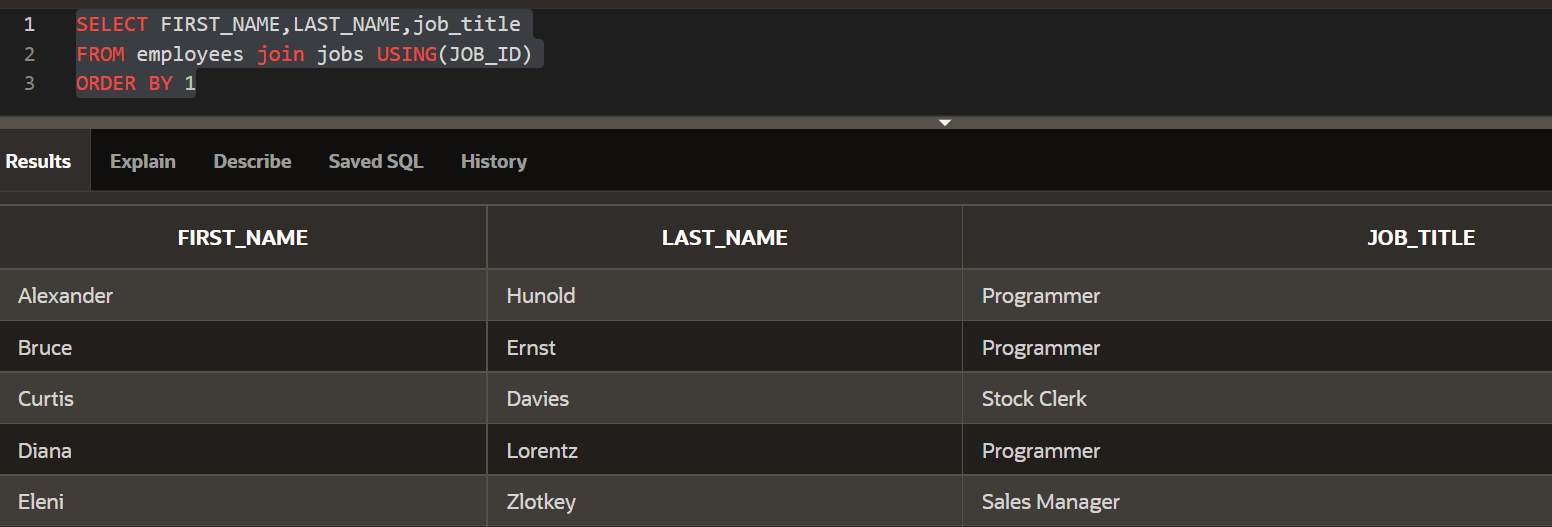 1 SELECT FIRST_NAME,LAST_NAME,job_title
2 FROM employees join jobs USING(JOB_ID)
3 ORDER BY 1
Results Explain Describe Saved SQL History
FIRST_NAME LAST_NAME JOB_TITLE
Alexander Hunold Programmer
Bruce Ernst Programmer
Curtis Davies Stock Clerk
Diana Lorentz Programmer
Eleni Zlotkey Sales Manager